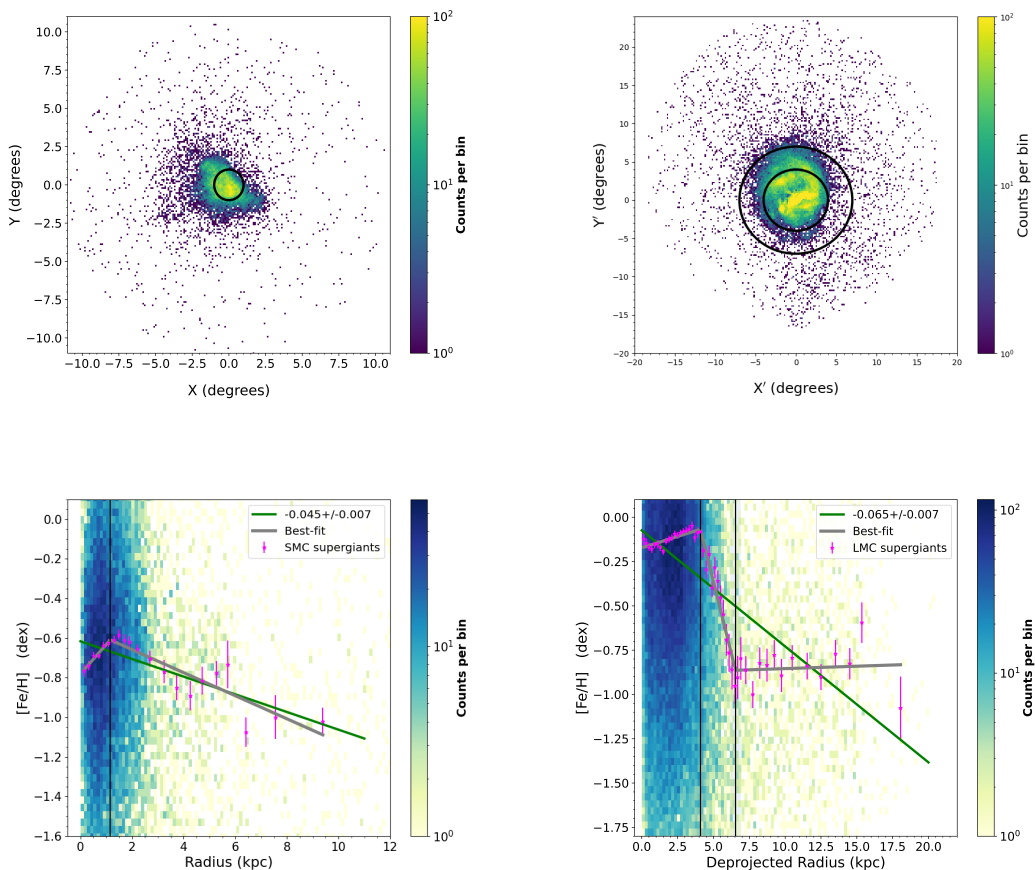 10.0
7.5
5.0
2.5
0.0
−2.5
−5.0
−7.5
−10.0
Y (degrees)
−10.0 −7.5 −5.0 −2.5 0.0 2.5 5.0 7.5 10.0
X (degrees)
10²
10¹
10⁰
Counts per bin
20
15
10
5
0
−5
−10
−15
−20
Y′ (degrees)
−20 −15 −10 −5 0 5 10 15 20
X′ (degrees)
10²
10¹
10⁰
Counts per bin
0.0
−0.2
−0.4
−0.6
−0.8
−1.0
−1.2
−1.4
−1.6
[Fe/H] (dex)
-0.045+/-0.007
Best-fit
SMC supergiants
0 2 4 6 8 10 12
Radius (kpc)
10¹
10⁰
Counts per bin
0.00
−0.25
−0.50
−0.75
−1.00
−1.25
−1.50
−1.75
[Fe/H] (dex)
-0.065+/-0.007
Best-fit
LMC supergiants
0.0 2.5 5.0 7.5 10.0 12.5 15.0 17.5 20.0
Deprojected Radius (kpc)
10²
10¹
10⁰
Counts per bin